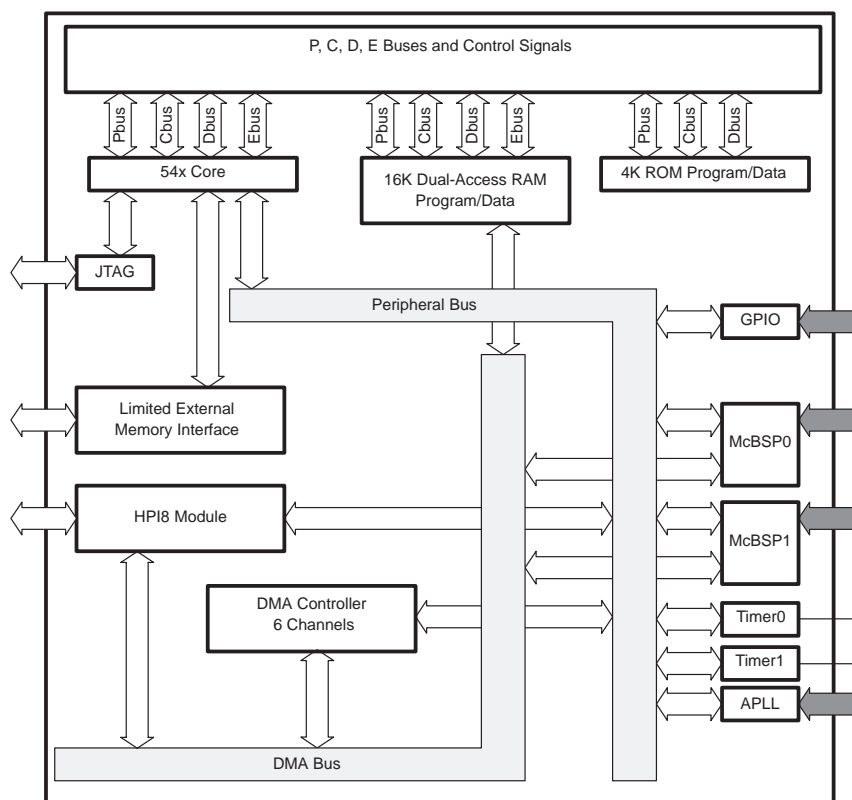 P, C, D, E Buses and Control Signals
Pbus
Cbus
Dbus
Ebus
Pbus
Cbus
Dbus
Ebus
Pbus
Cbus
Dbus
54x Core
16K Dual-Access RAM
Program/Data
4K ROM Program/Data
JTAG
Peripheral Bus
GPIO
Limited External
Memory Interface
McBSP0
HPI8 Module
McBSP1
DMA Controller
6 Channels
Timer0
Timer1
APLL
DMA Bus